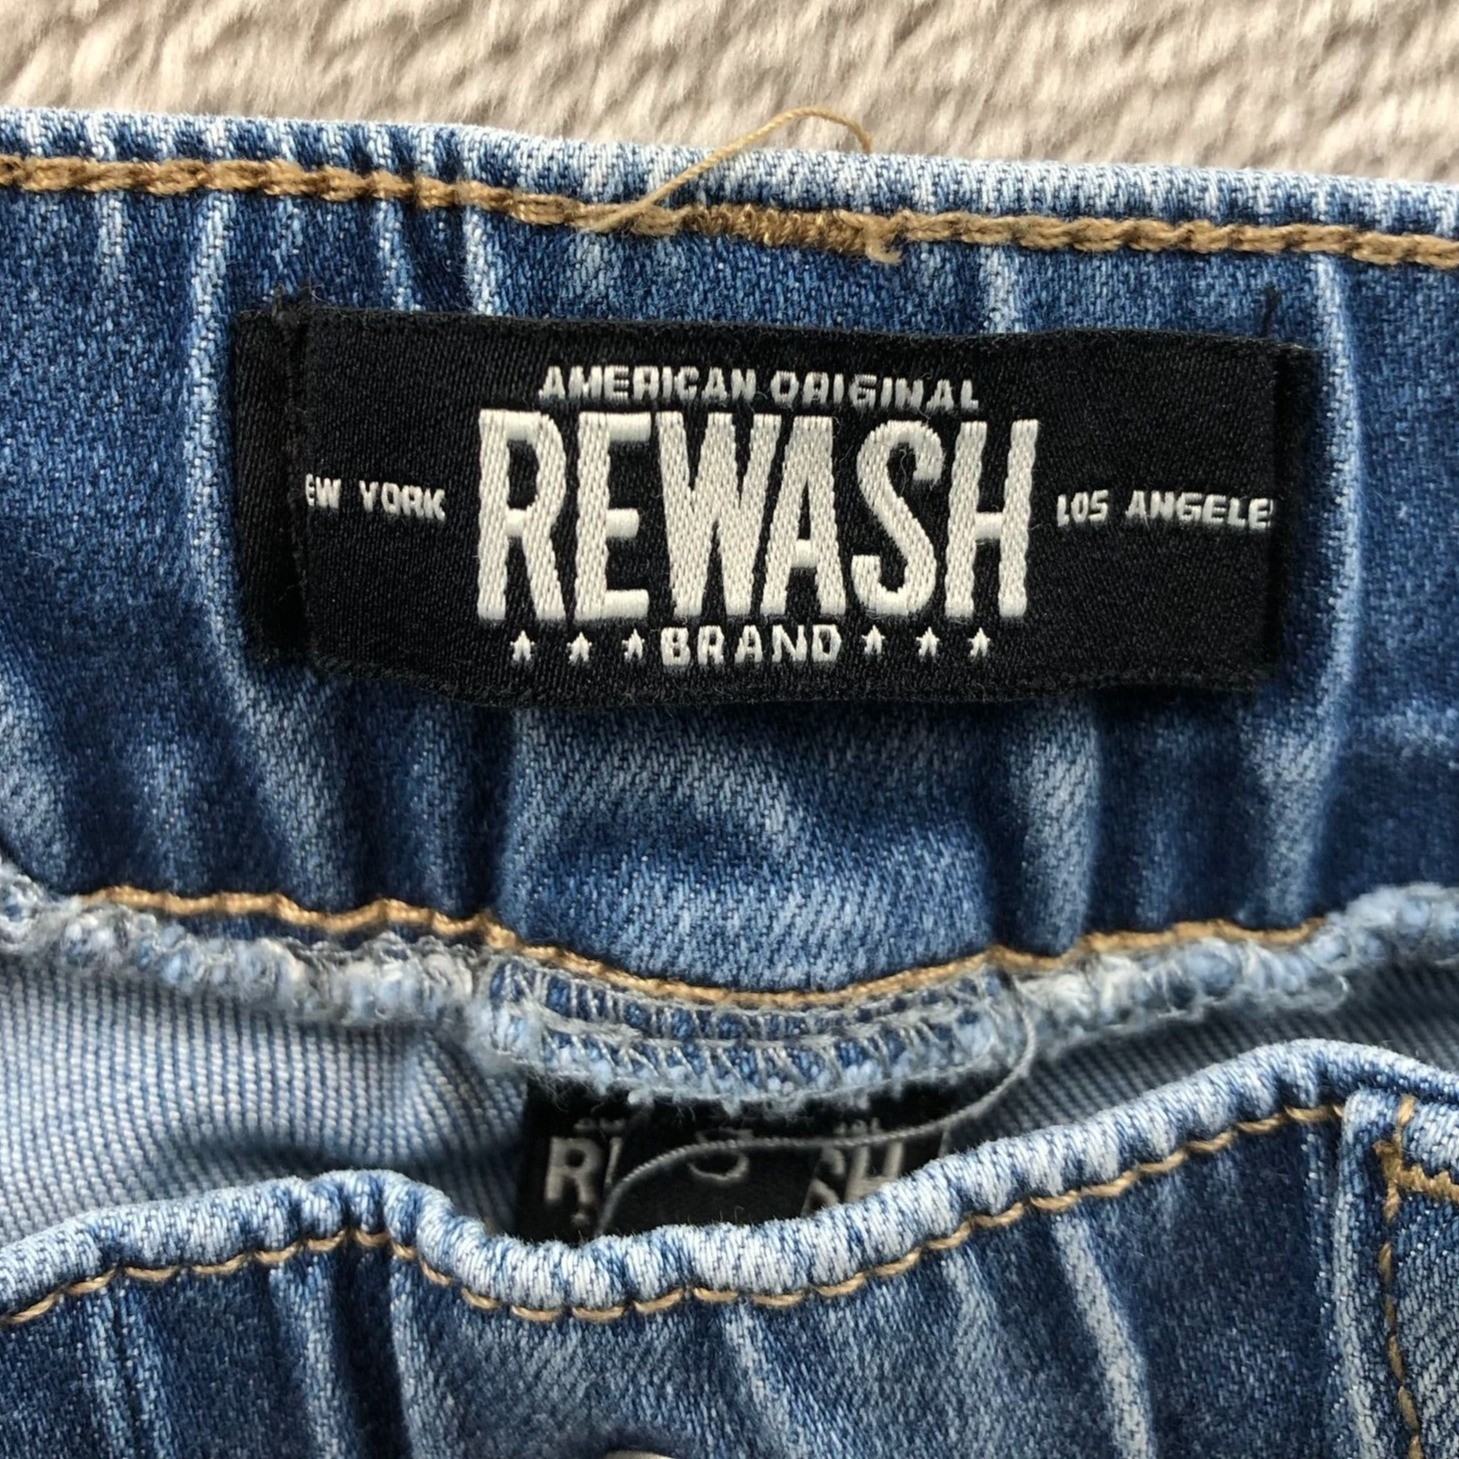 AMERICAN ORIGINAL
EW YORK REWASH LOS ANGELE
★ ★ ★ BRAND ★ ★ ★
S